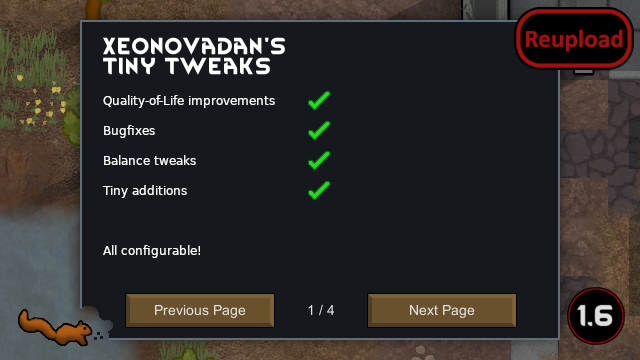 XEONOVADAN'S
TINY TWEAKS
Reupload
Quality-of-Life improvements
Bugfixes
Balance tweaks
Tiny additions
All configurable!
Previous Page
1 / 4
Next Page
1.6